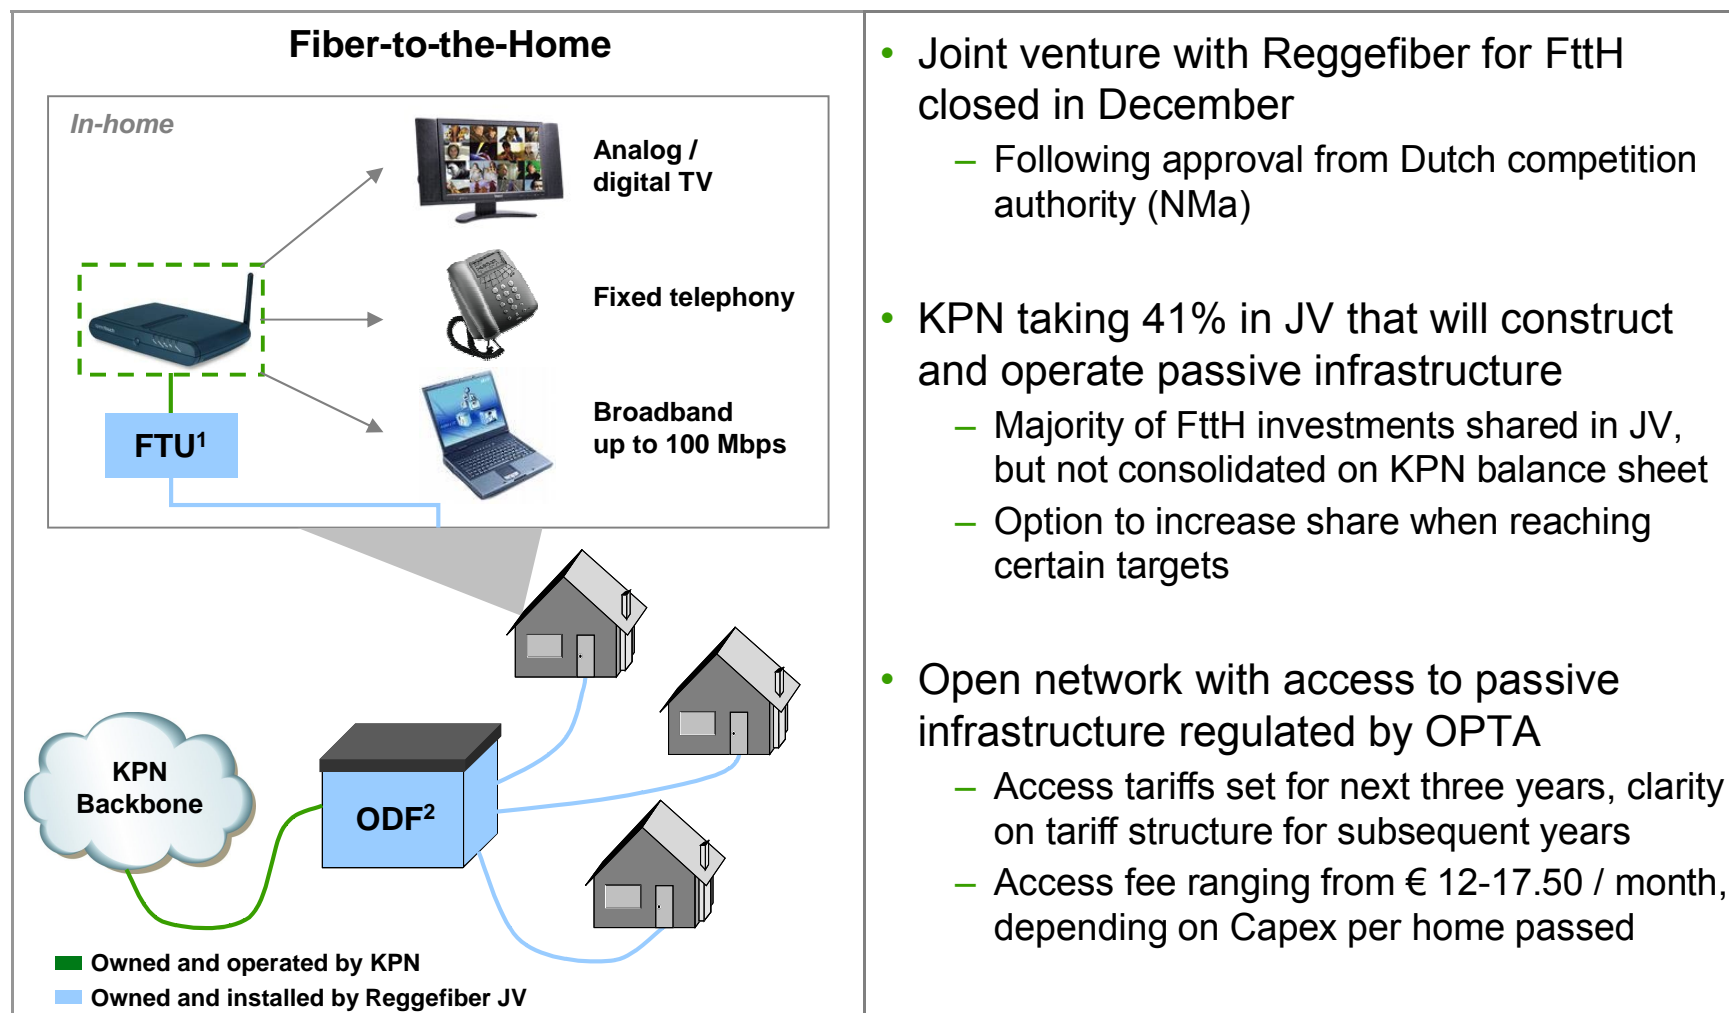 Fiber-to-the-Home
In-home
Analog /
digital TV
Fixed telephony
Broadband
up to 100 Mbps
FTU¹
KPN
Backbone
ODF²
Owned and operated by KPN
Owned and installed by Reggefiber JV
• Joint venture with Reggefiber for FttH
closed in December
– Following approval from Dutch competition
authority (NMa)
• KPN taking 41% in JV that will construct
and operate passive infrastructure
– Majority of FttH investments shared in JV,
but not consolidated on KPN balance sheet
– Option to increase share when reaching
certain targets
• Open network with access to passive
infrastructure regulated by OPTA
– Access tariffs set for next three years, clarity
on tariff structure for subsequent years
– Access fee ranging from € 12-17.50 / month,
depending on Capex per home passed